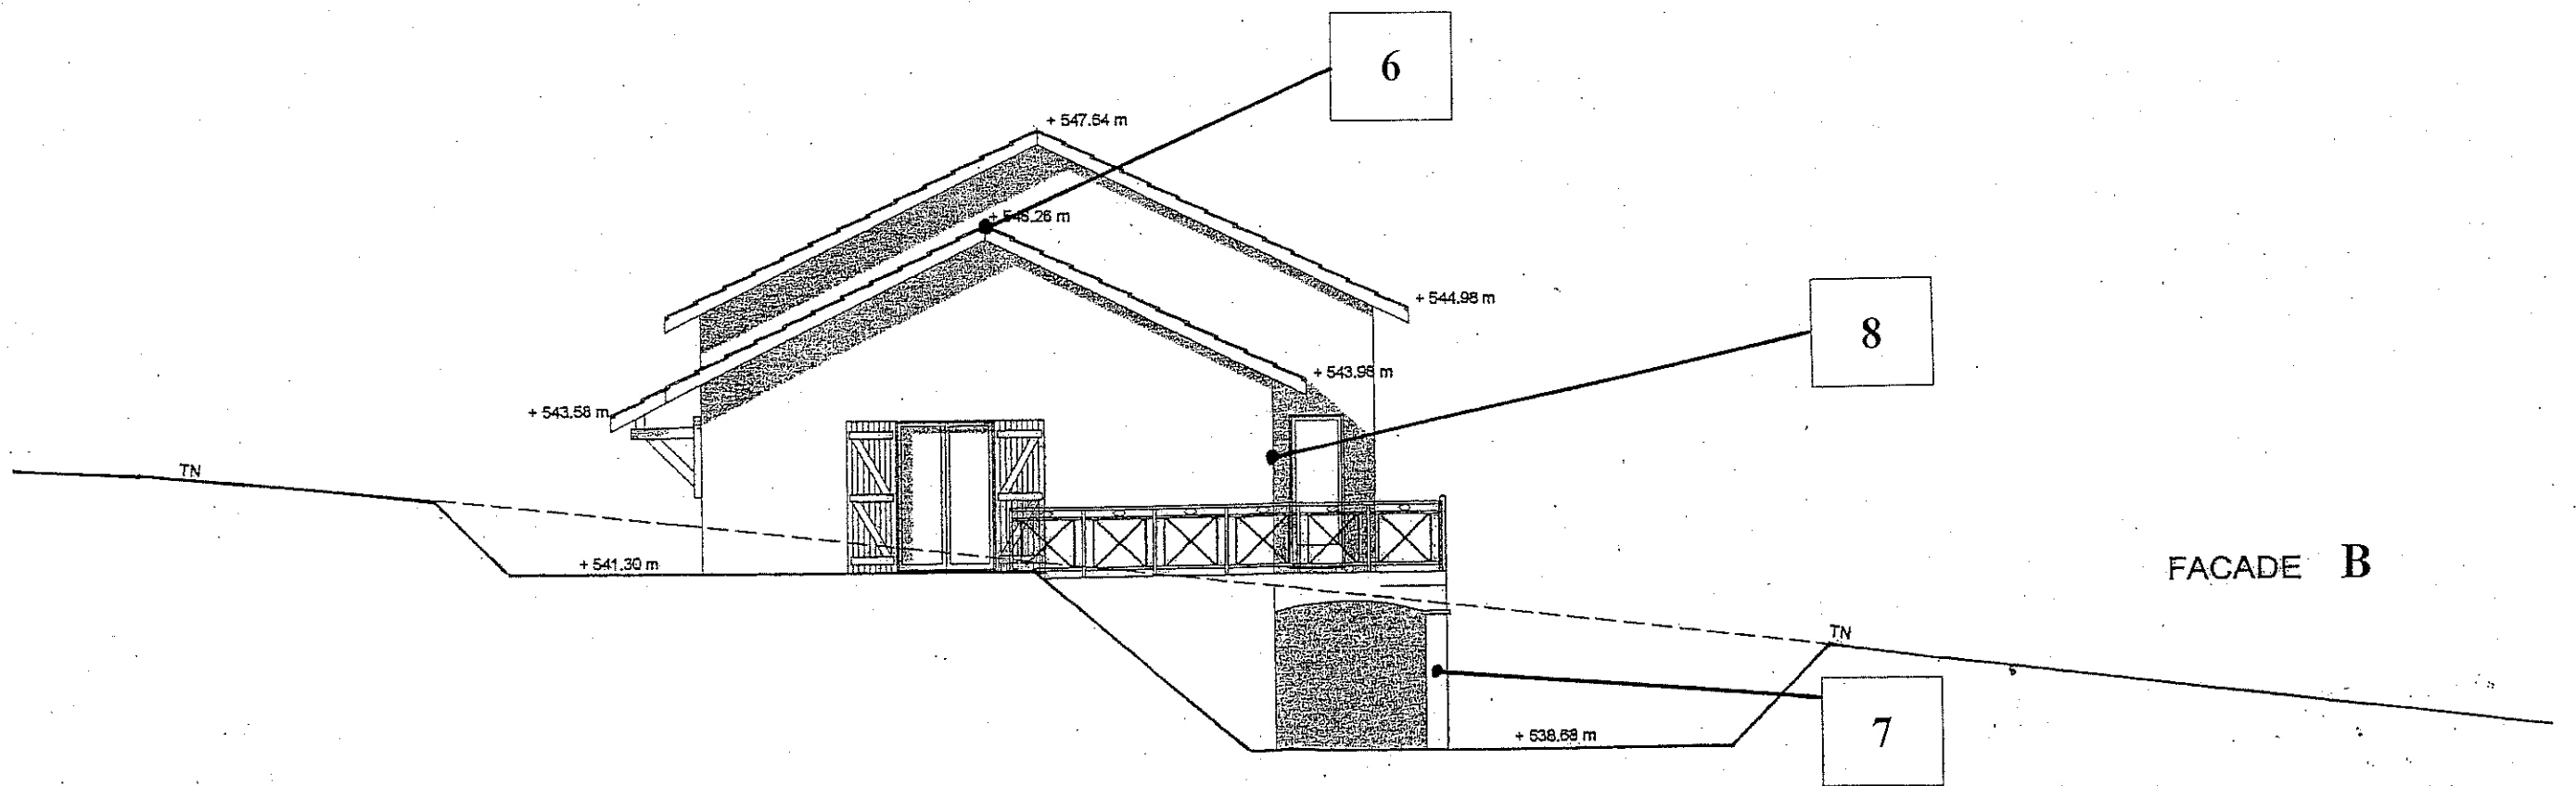 6
+ 547.64 m
+ 545.26 m
+ 544.98 m
8
+ 543.98 m
+ 543.58 m
TN
+ 541.30 m
FACADE B
TN
7
+ 538.68 m